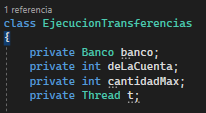 1 referencia
class EjecucionTransferencias
{
private Banco banco;
private int deLaCuenta;
private int cantidadMax;
private Thread t;